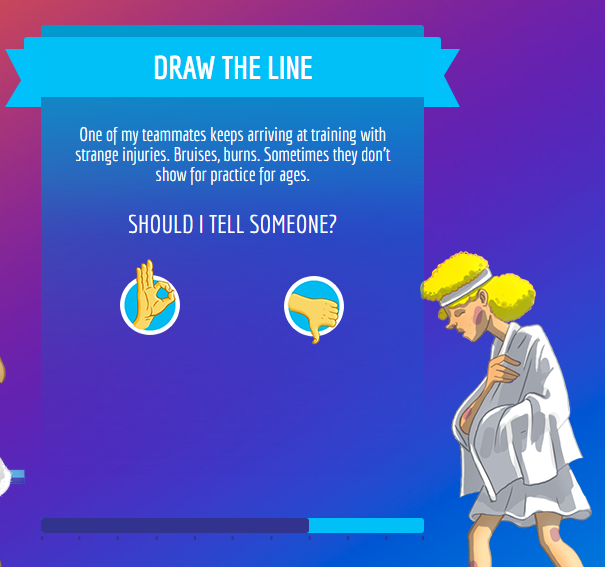 DRAW THE LINE
One of my teammates keeps arriving at training with
strange injuries. Bruises, burns. Sometimes they don't
show for practice for ages.
SHOULD I TELL SOMEONE?